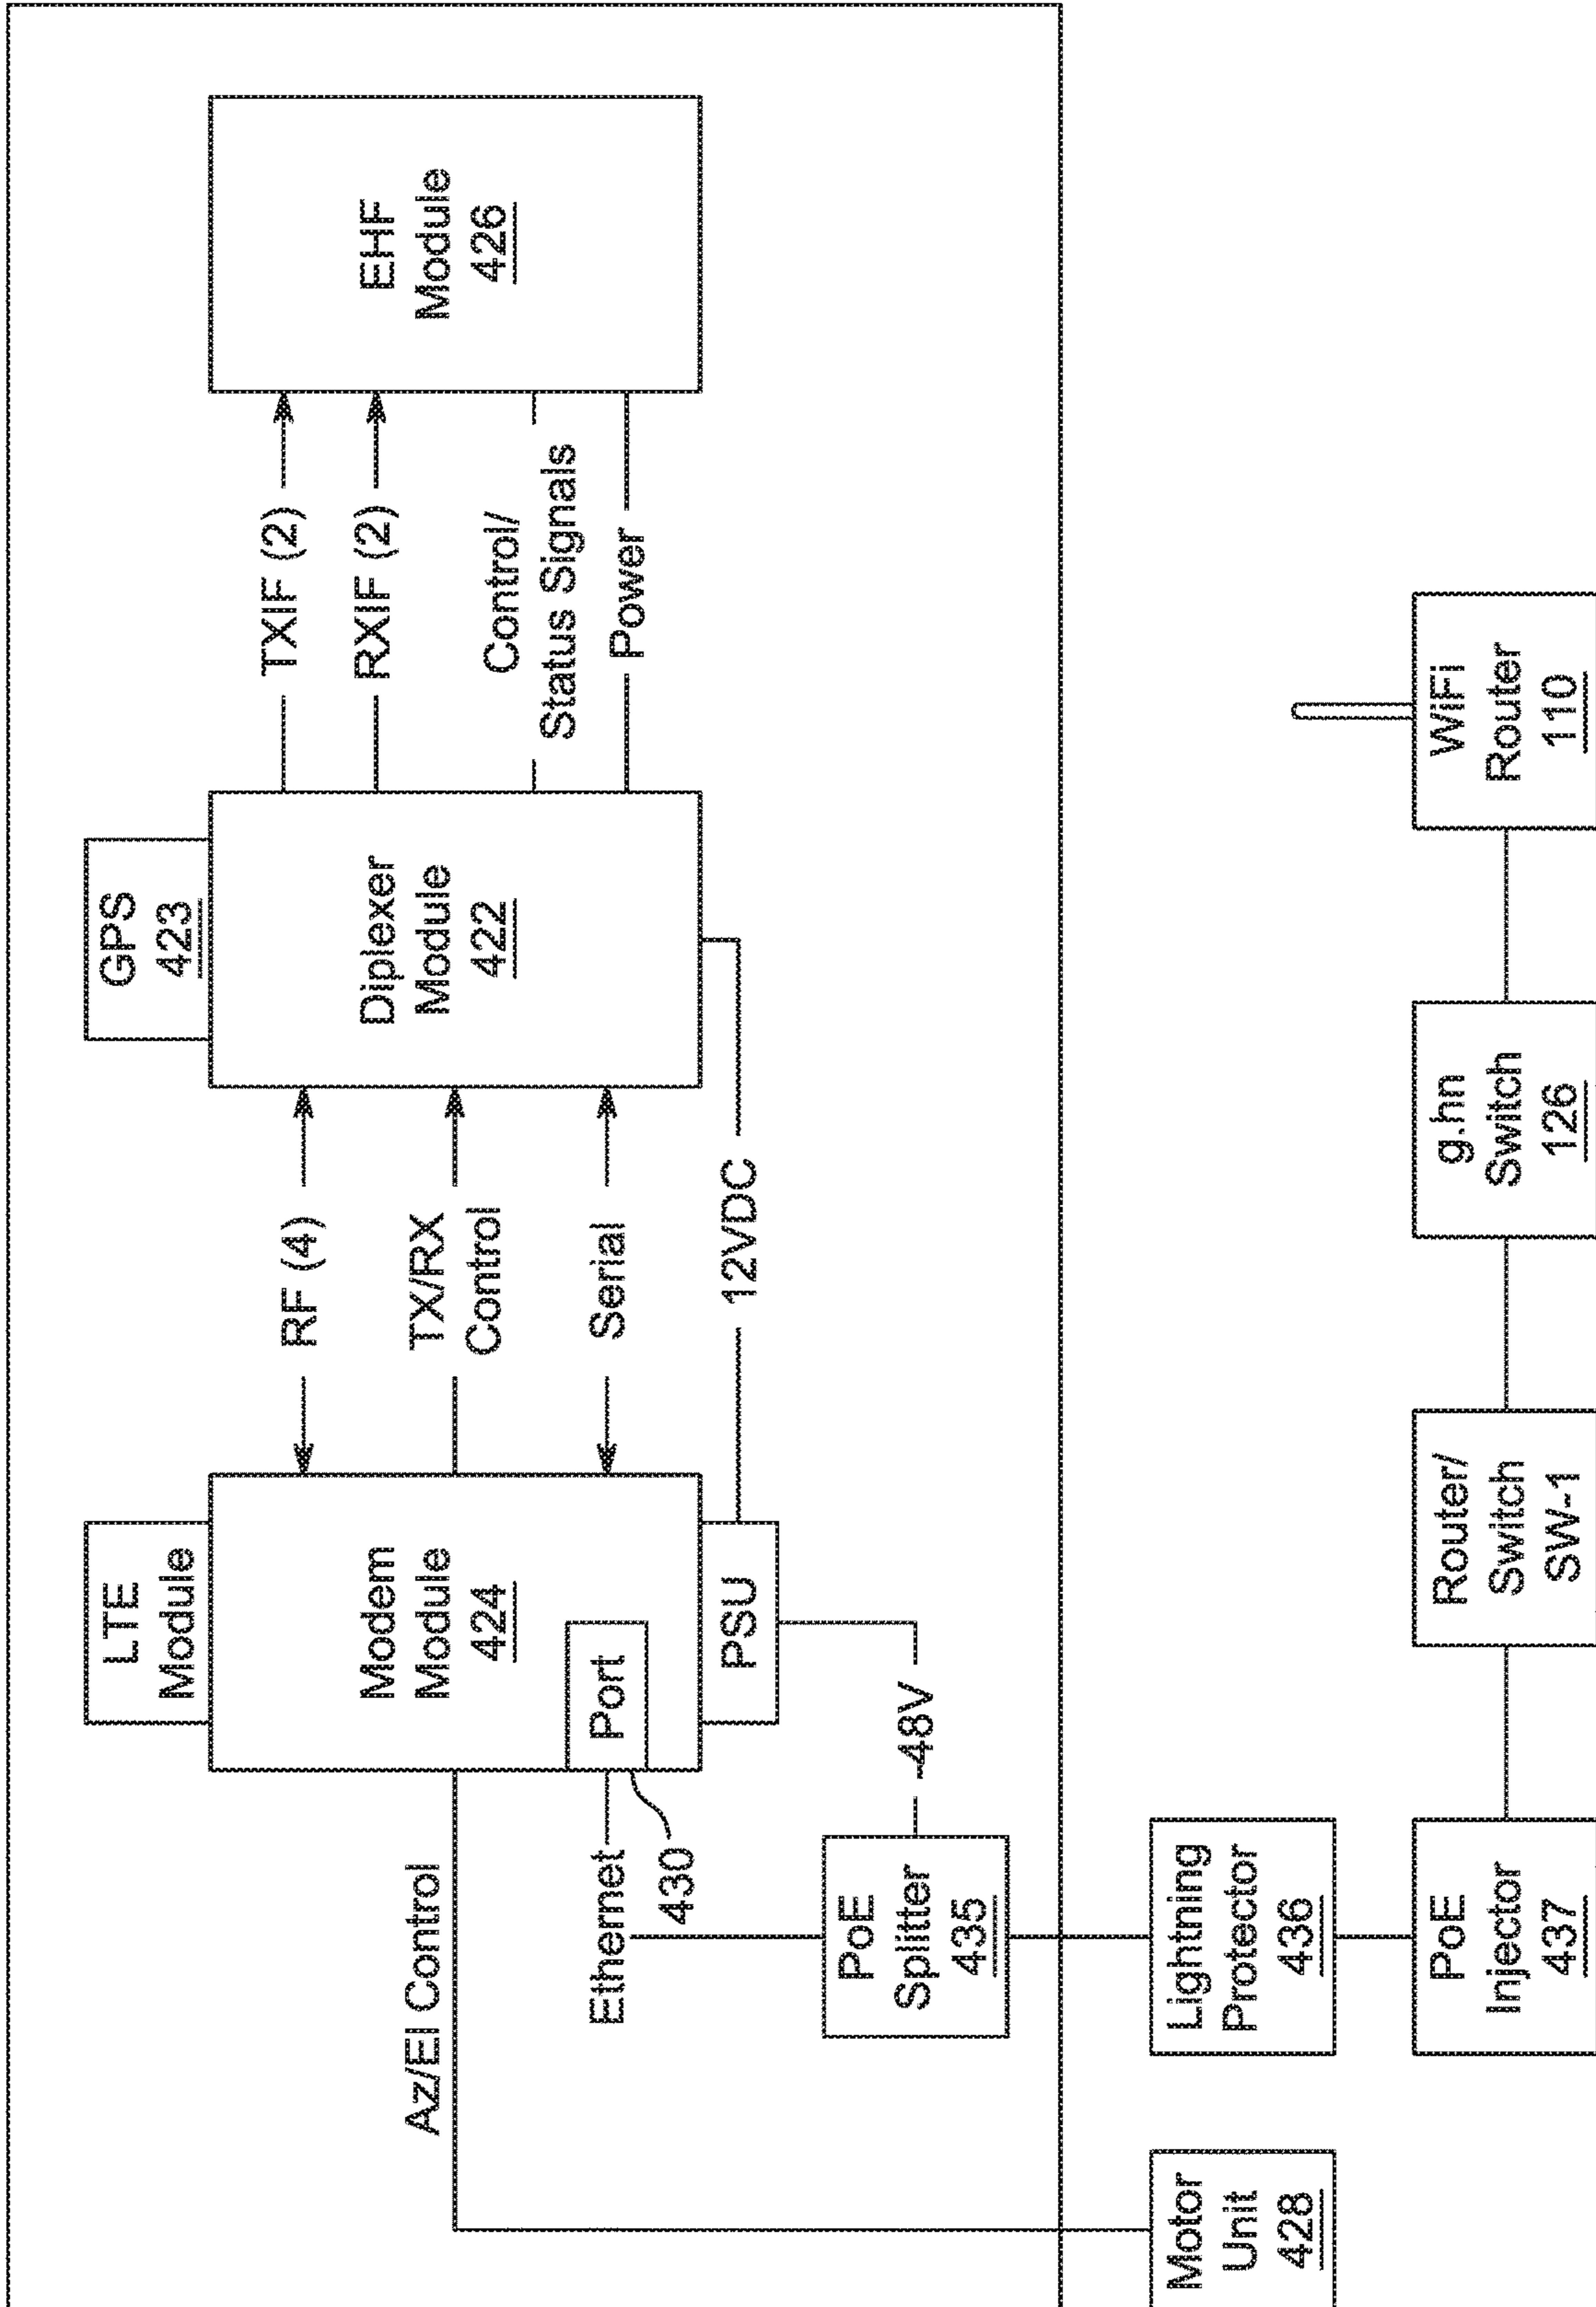 LTE
Module
GPS
423
Modem
Module
424
Port
PSU
RF (4)
TX/RX
Control
Serial
12VDC
Diplexer
Module
422
TXIF (2)
RXIF (2)
Control/
Status Signals
Power
EHF
Module
426
Az/El Control
Ethernet
430
-48V
PoE
Splitter
435
Motor
Unit
428
Lightning
Protector
436
PoE
Injector
437
Router/
Switch
SW-1
g.hn
Switch
126
WiFi
Router
110